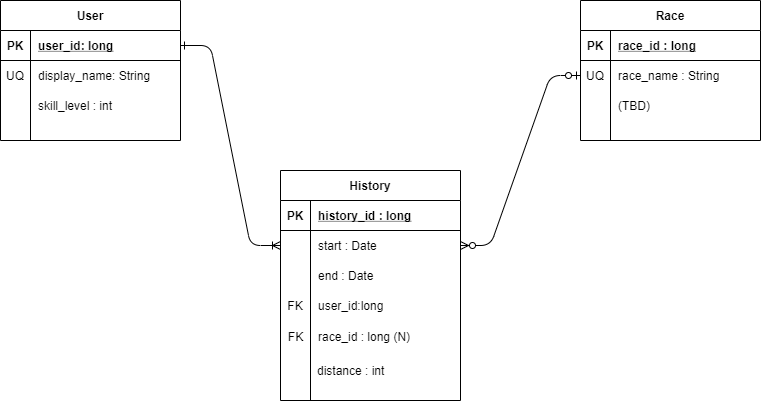 User
PK user_id: long
UQ display_name: String
skill_level : int
Race
PK race_id : long
UQ race_name : String
(TBD)
History
PK history_id : long
start : Date
end : Date
FK user_id:long
FK race_id : long (N)
distance : int